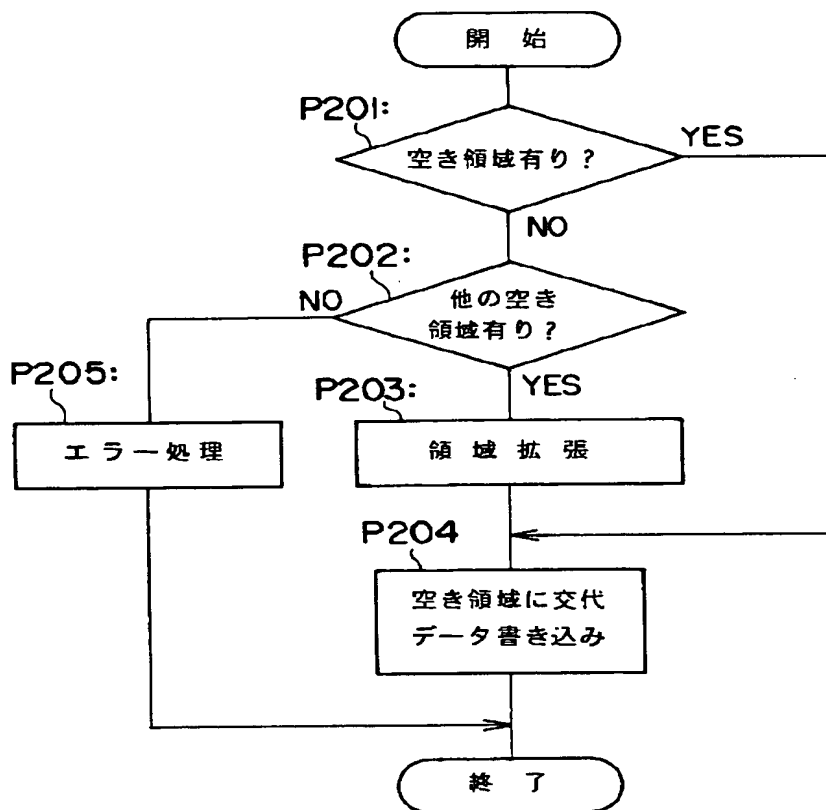 開始
P201:
空き領域有り?
YES
NO
P202:
他の空き
領域有り?
NO
YES
P205:
エラー処理
P203:
領域拡張
P204
空き領域に交代
データ書き込み
終了